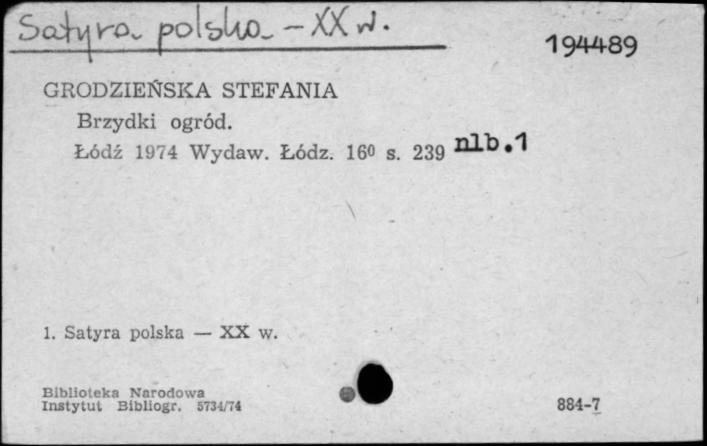 Satyra polska - XX w.
194489
GRODZIEŃSKA STEFANIA
Brzydki ogród.
Łódź 1974 Wydaw. Łódz. 16⁰ s. 239 nlb.1
1. Satyra polska — XX w.
Biblioteka Narodowa
Instytut Bibliogr. 5734/74
884-7